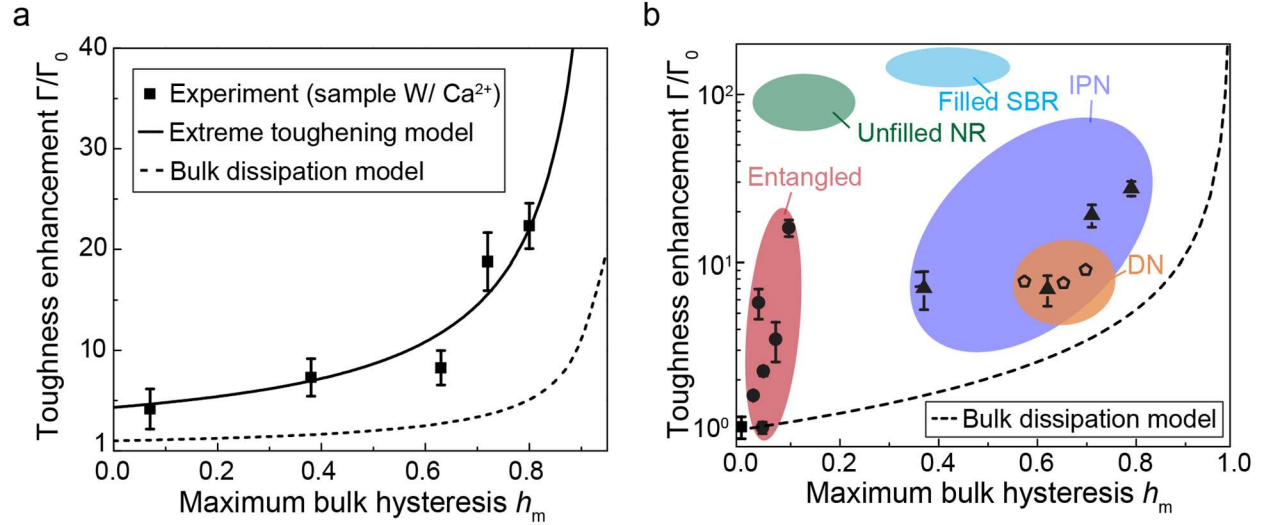 a
Toughness enhancement Γ/Γ₀
40
30
20
10
1
Experiment (sample W/ Ca²⁺)
Extreme toughening model
Bulk dissipation model
0.0 0.2 0.4 0.6 0.8
Maximum bulk hysteresis hₘ
b
Toughness enhancement Γ/Γ₀
10²
10¹
10⁰
Filled SBR
IPN
Unfilled NR
Entangled
DN
Bulk dissipation model
0.0 0.2 0.4 0.6 0.8 1.0
Maximum bulk hysteresis hₘ